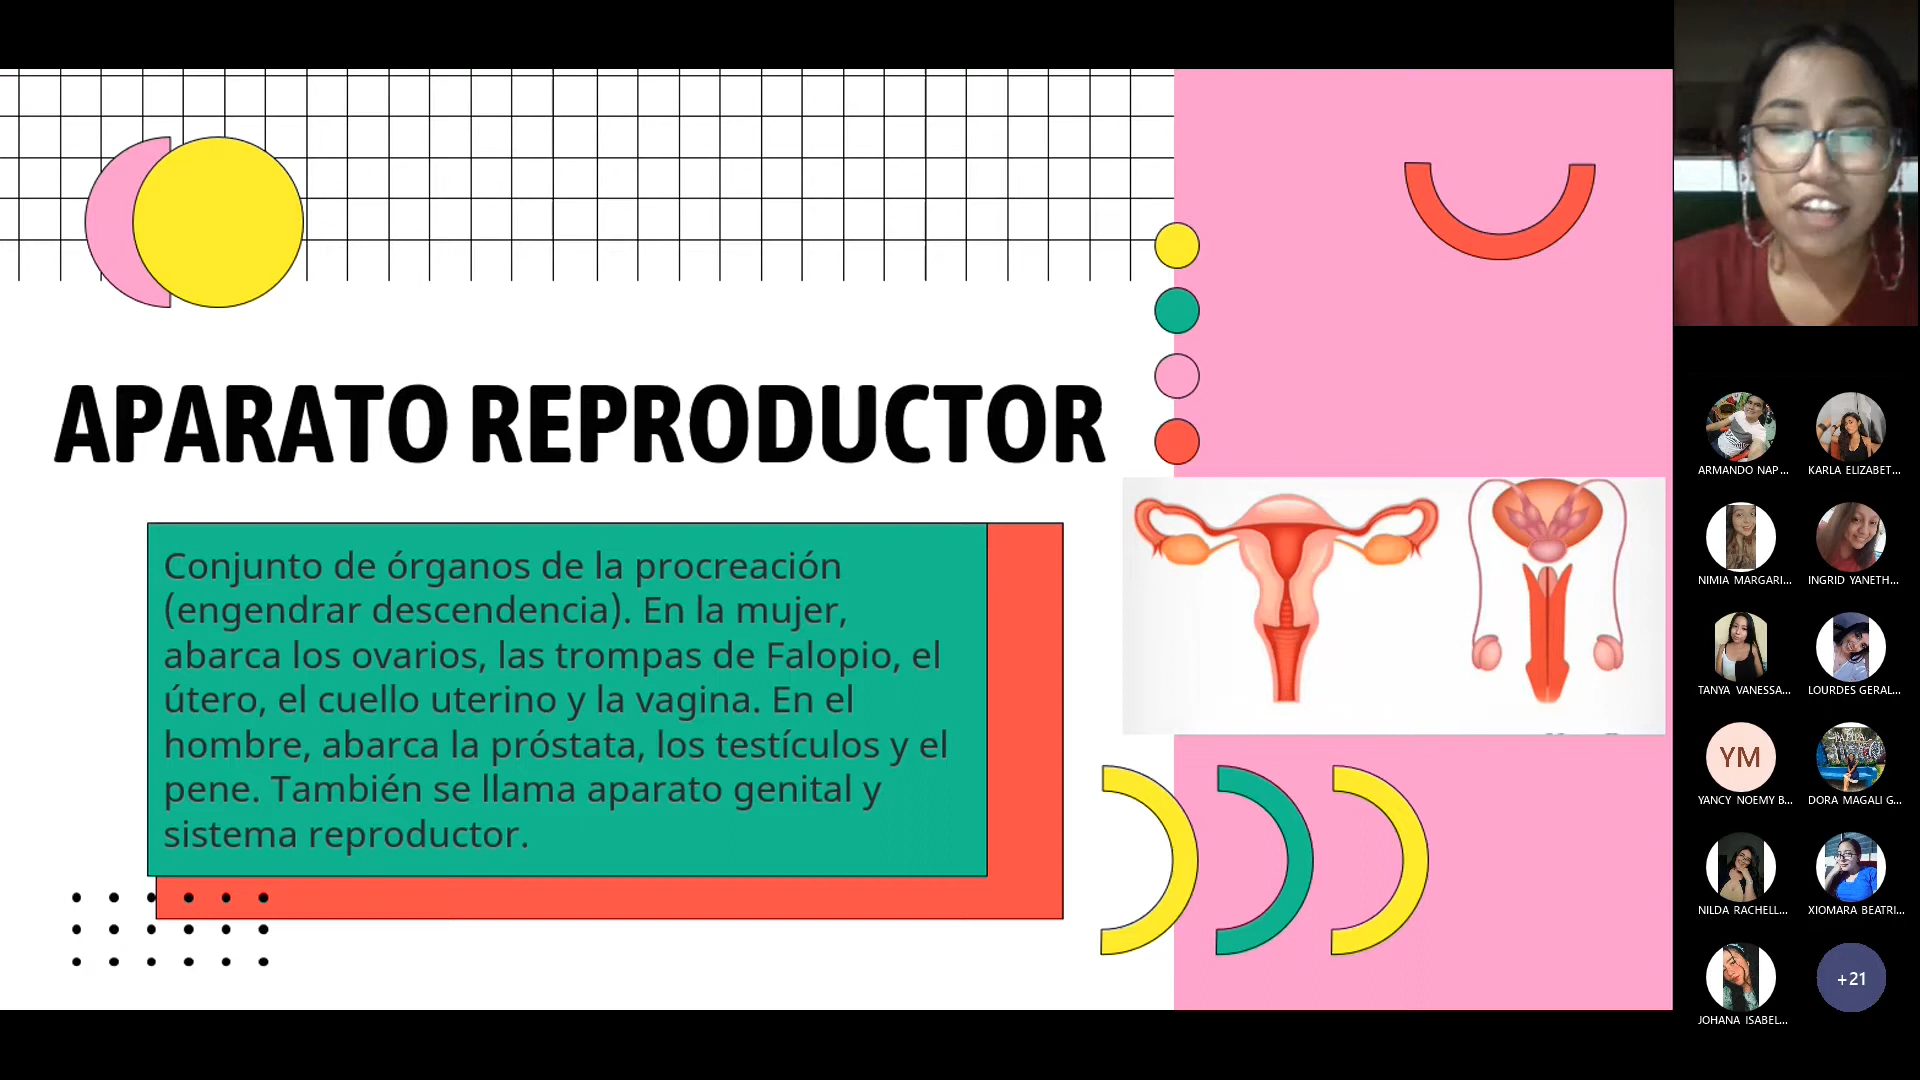 APARATO REPRODUCTOR
Conjunto de órganos de la procreación
(engendrar descendencia). En la mujer,
abarca los ovarios, las trompas de Falopio, el
útero, el cuello uterino y la vagina. En el
hombre, abarca la próstata, los testículos y el
pene. También se llama aparato genital y
sistema reproductor.
ARMANDO NAP...
KARLA ELIZABET...
NIMIA MARGARI...
INGRID YANETH...
TANYA VANESSA...
LOURDES GERAL...
YM
YANCY NOEMY B...
DORA MAGALI G...
NILDA RACHELL...
XIOMARA BEATRI...
JOHANA ISABEL...
+21